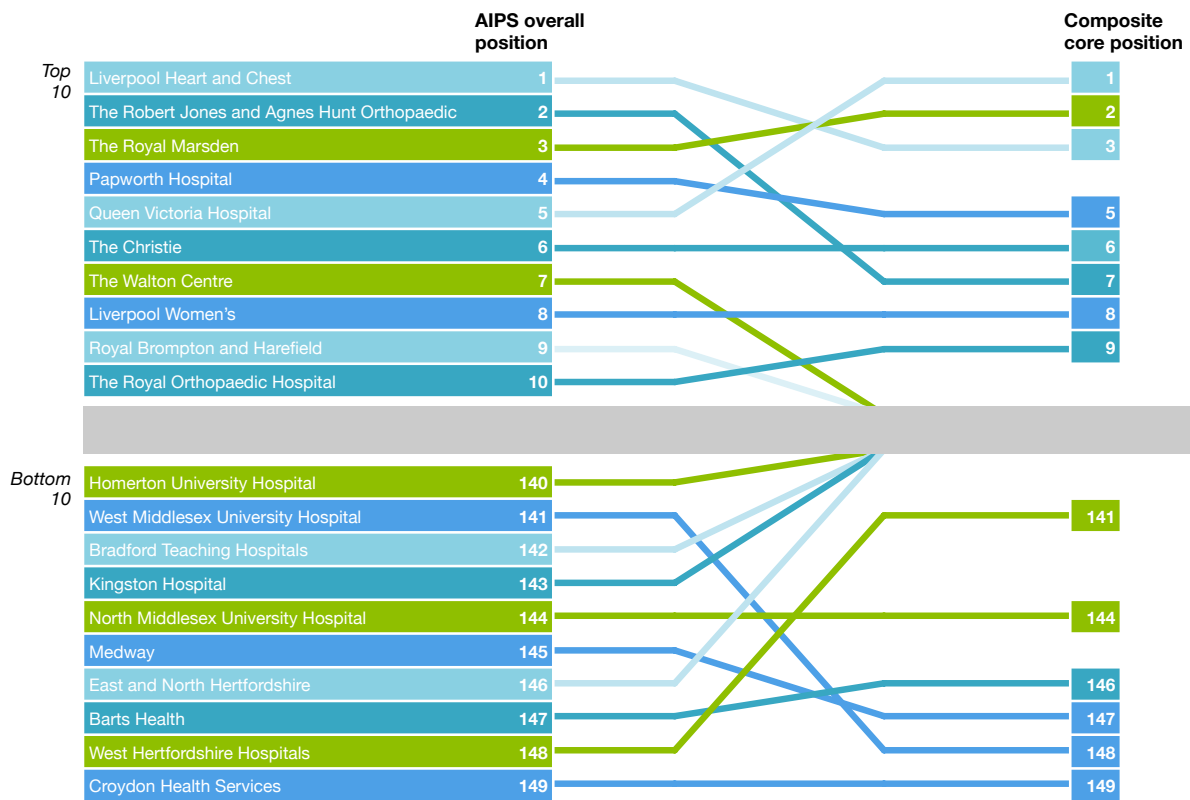 AIPS overall
position
Composite
core position
Top
10
Liverpool Heart and Chest 1
The Robert Jones and Agnes Hunt Orthopaedic 2
The Royal Marsden 3
Papworth Hospital 4
Queen Victoria Hospital 5
The Christie 6
The Walton Centre 7
Liverpool Women's 8
Royal Brompton and Harefield 9
The Royal Orthopaedic Hospital 10
1
2
3
5
6
7
8
9
Bottom
10
Homerton University Hospital 140
West Middlesex University Hospital 141
Bradford Teaching Hospitals 142
Kingston Hospital 143
North Middlesex University Hospital 144
Medway 145
East and North Hertfordshire 146
Barts Health 147
West Hertfordshire Hospitals 148
Croydon Health Services 149
141
144
146
147
148
149